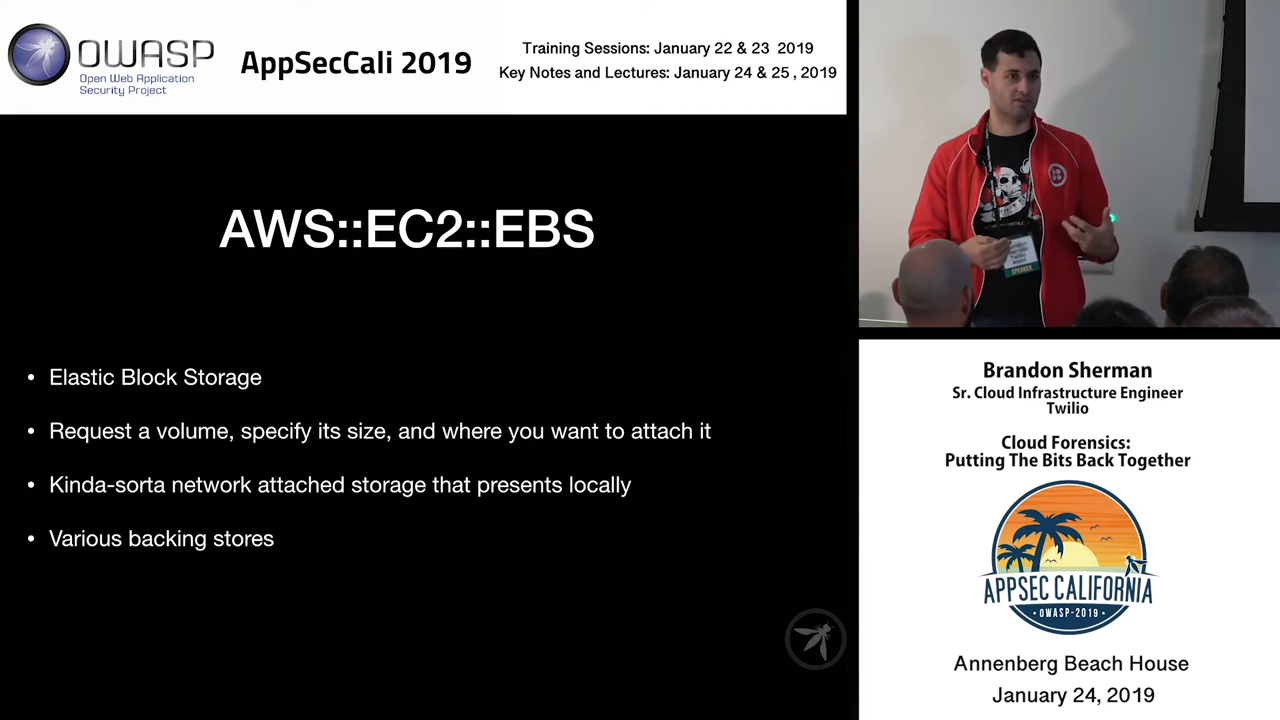 OWASP
Open Web Application
Security Project
AppSecCali 2019
Training Sessions: January 22 & 23 2019
Key Notes and Lectures: January 24 & 25 , 2019
AWS::EC2::EBS
• Elastic Block Storage
• Request a volume, specify its size, and where you want to attach it
• Kinda-sorta network attached storage that presents locally
• Various backing stores
Twilio
SPEAKER
Brandon Sherman
Sr. Cloud Infrastructure Engineer
Twilio
Cloud Forensics:
Putting The Bits Back Together
APPSEC CALIFORNIA
• OWASP-2019 •
Annenberg Beach House
January 24, 2019